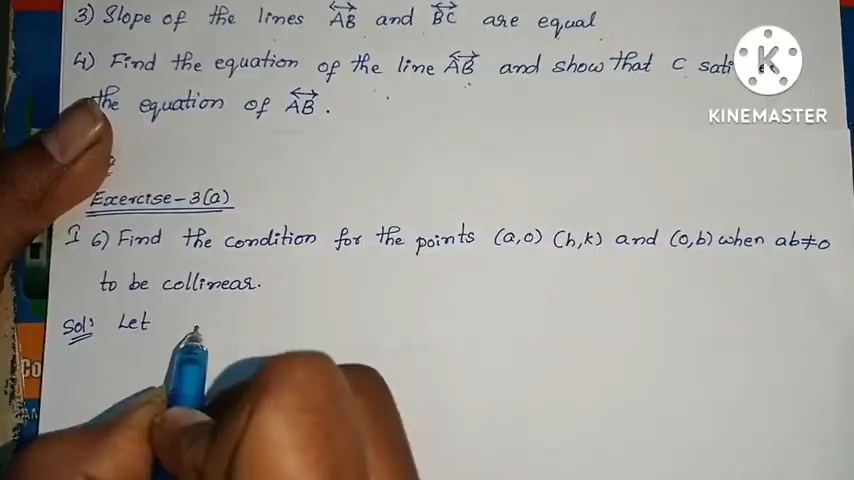 3) Slope of the lines AB and BC are equal
4) Find the equation of the line AB and show that C sati
the equation of AB.
K
KINEMASTER
Exercise-3(a)
I 6) Find the condition for the points (a,0) (h,k) and (0,b) when ab≠0
to be collinear.
Sol: Let
Co